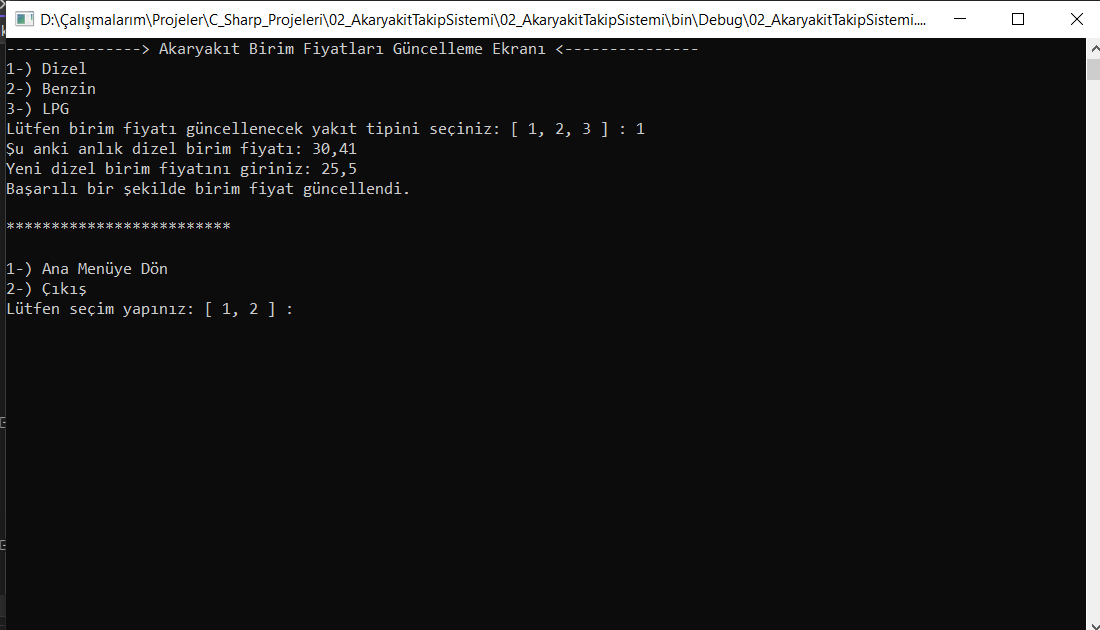 D:\Çalışmalarım\Projeler\C_Sharp_Projeleri\02_AkaryakitTakipSistemi\02_AkaryakitTakipSistemi\bin\Debug\02_AkaryakitTakipSistemi....
---------------> Akaryakıt Birim Fiyatları Güncelleme Ekranı <---------------
1-) Dizel
2-) Benzin
3-) LPG
Lütfen birim fiyatı güncellenecek yakıt tipini seçiniz: [ 1, 2, 3 ] : 1
Şu anki anlık dizel birim fiyatı: 30,41
Yeni dizel birim fiyatını giriniz: 25,5
Başarılı bir şekilde birim fiyat güncellendi.
*************************
1-) Ana Menüye Dön
2-) Çıkış
Lütfen seçim yapınız: [ 1, 2 ] :